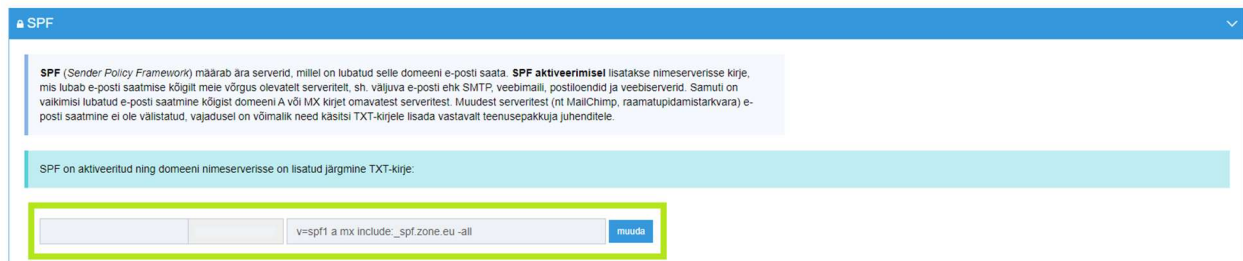 SPF
SPF (Sender Policy Framework) määrab ära serverid, millel on lubatud selle domeeni e-posti saata. SPF aktiveerimisel lisatakse nimeserverisse kirje,
mis lubab e-posti saatmise kõigilt meie võrgus olevatelt serveritelt, sh. väljuva e-posti ehk SMTP, veebimaili, postiloendid ja veebiserverid. Samuti on
vaikimisi lubatud e-posti saatmine kõigist domeeni A või MX kirjet omavatest serveritest. Muudest serveritest (nt MailChimp, raamatupidamistarkvara) e-
posti saatmine ei ole välistatud, vajadusel on võimalik need käsitsi TXT-kirjele lisada vastavalt teenusepakkuja juhenditele.
SPF on aktiveeritud ning domeeni nimeserverisse on lisatud järgmine TXT-kirje:
v=spf1 a mx include:_spf.zone.eu -all muuda